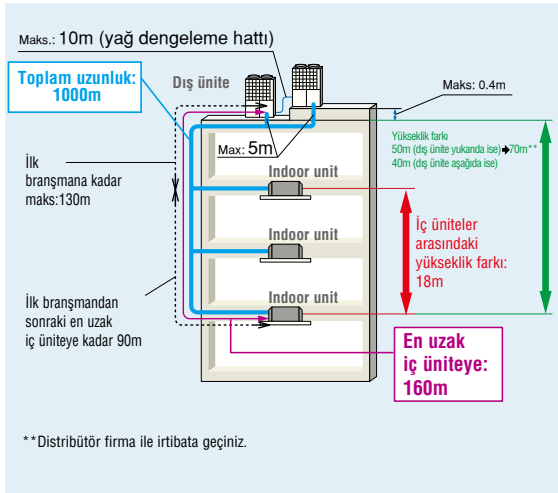 Maks.: 10m (yağ dengeleme hattı)
Toplam uzunluk:
1000m
Dış ünite
Maks: 0.4m
Max: 5m
Yükseklik farkı
50m (dış ünite yukarıda ise)➔70m**
40m (dış ünite aşağıda ise)
İlk
branşmana kadar
maks:130m
Indoor unit
Indoor unit
Indoor unit
İç üniteler
arasındaki
yükseklik farkı:
18m
İlk branşmandan
sonraki en uzak
iç üniteye kadar 90m
En uzak
iç üniteye:
160m
**Distribütör firma ile irtibata geçiniz.